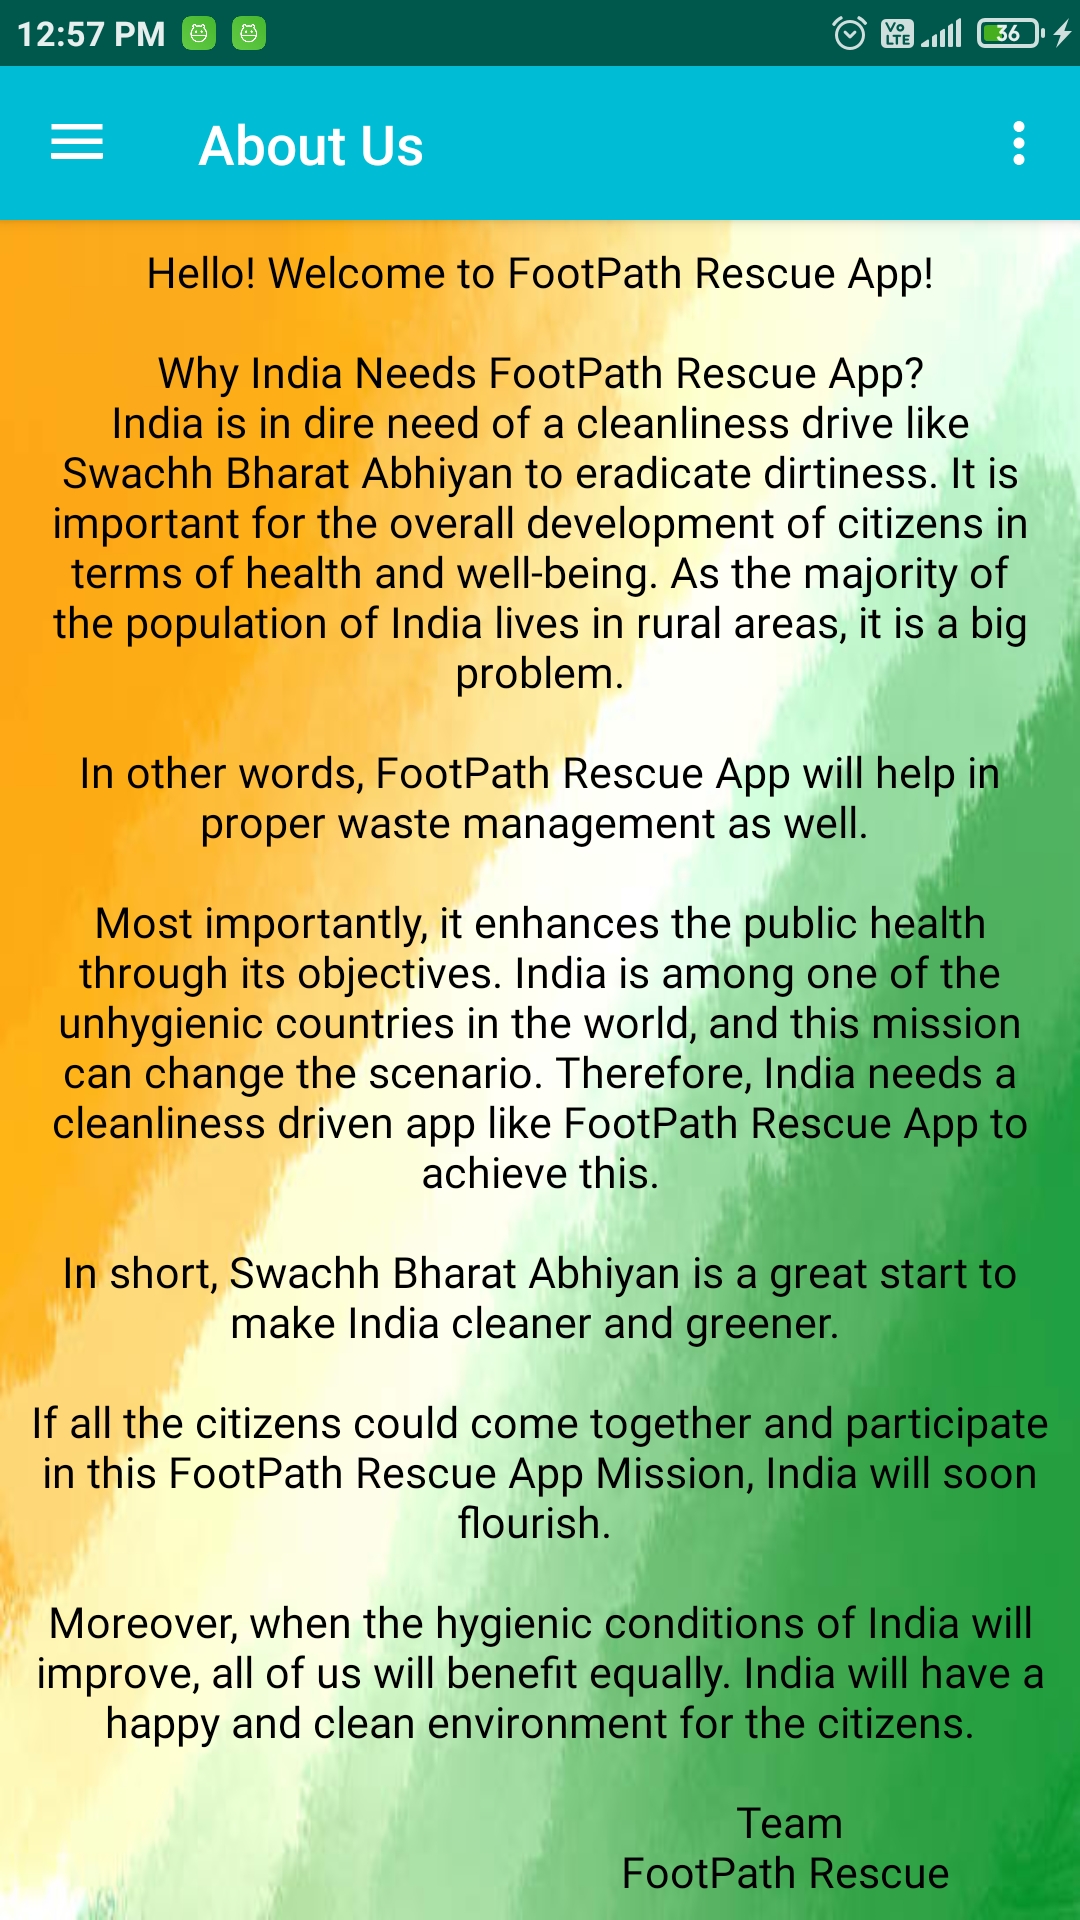 12:57 PM
Vo
LTE
36
About Us
Hello! Welcome to FootPath Rescue App!
Why India Needs FootPath Rescue App?
India is in dire need of a cleanliness drive like
Swachh Bharat Abhiyan to eradicate dirtiness. It is
important for the overall development of citizens in
terms of health and well-being. As the majority of
the population of India lives in rural areas, it is a big
problem.
In other words, FootPath Rescue App will help in
proper waste management as well.
Most importantly, it enhances the public health
through its objectives. India is among one of the
unhygienic countries in the world, and this mission
can change the scenario. Therefore, India needs a
cleanliness driven app like FootPath Rescue App to
achieve this.
In short, Swachh Bharat Abhiyan is a great start to
make India cleaner and greener.
If all the citizens could come together and participate
in this FootPath Rescue App Mission, India will soon
flourish.
Moreover, when the hygienic conditions of India will
improve, all of us will benefit equally. India will have a
happy and clean environment for the citizens.
Team
FootPath Rescue